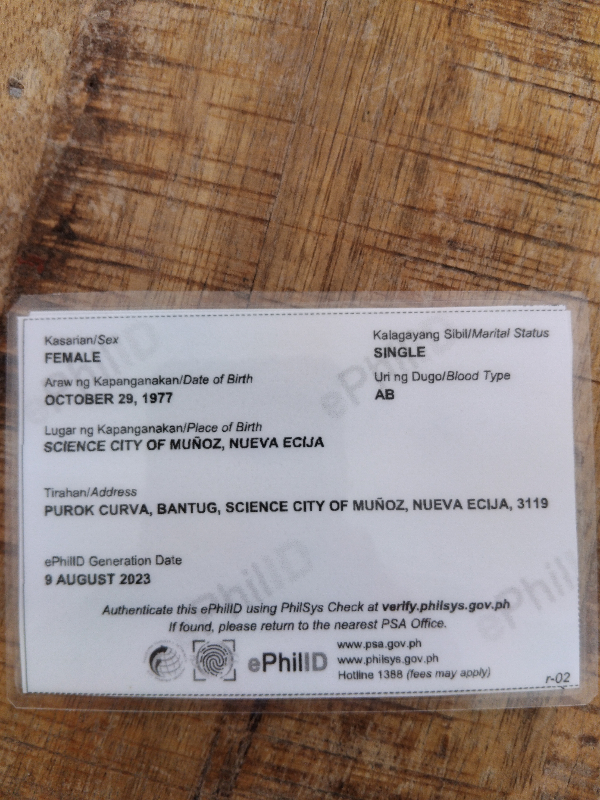 Kasarian/Sex
FEMALE
Kalagayang Sibil/Marital Status
SINGLE
Araw ng Kapanganakan/Date of Birth
OCTOBER 29, 1977
Uri ng Dugo/Blood Type
AB
Lugar ng Kapanganakan/Place of Birth
SCIENCE CITY OF MUÑOZ, NUEVA ECIJA
Tirahan/Address
PUROK CURVA, BANTUG, SCIENCE CITY OF MUÑOZ, NUEVA ECIJA, 3119
ePhilID Generation Date
9 AUGUST 2023
Authenticate this ePhilID using PhilSys Check at verify.philsys.gov.ph
If found, please return to the nearest PSA Office.
ePhilID
www.psa.gov.ph
www.philsys.gov.ph
Hotline 1388 (fees may apply)
r-02